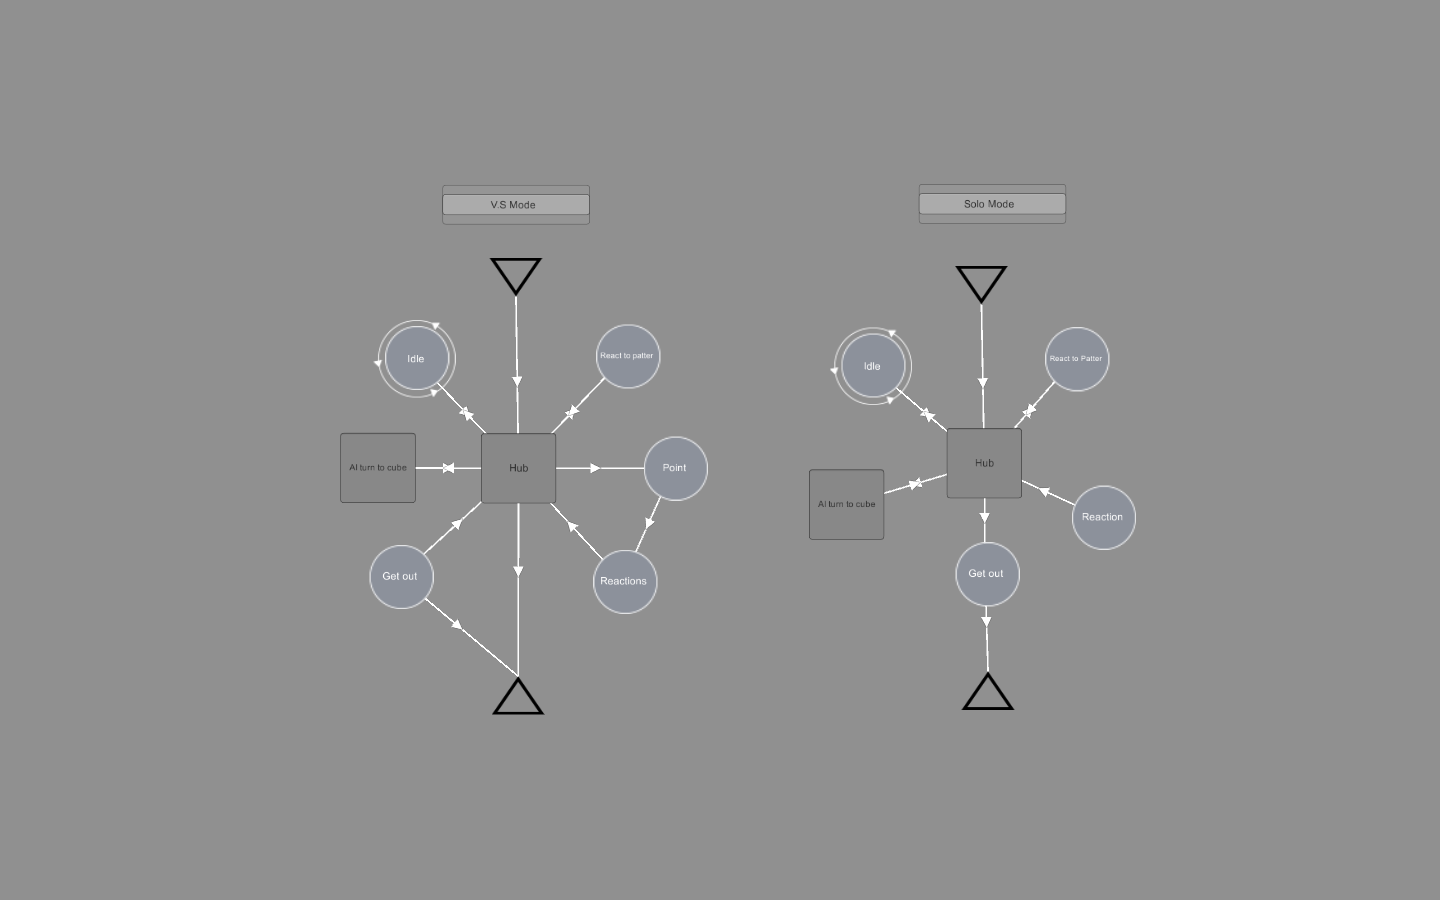 V.S Mode
Idle
React to patter
AI turn to cube
Hub
Point
Get out
Reactions
Solo Mode
Idle
React to Patter
Hub
AI turn to cube
Reaction
Get out